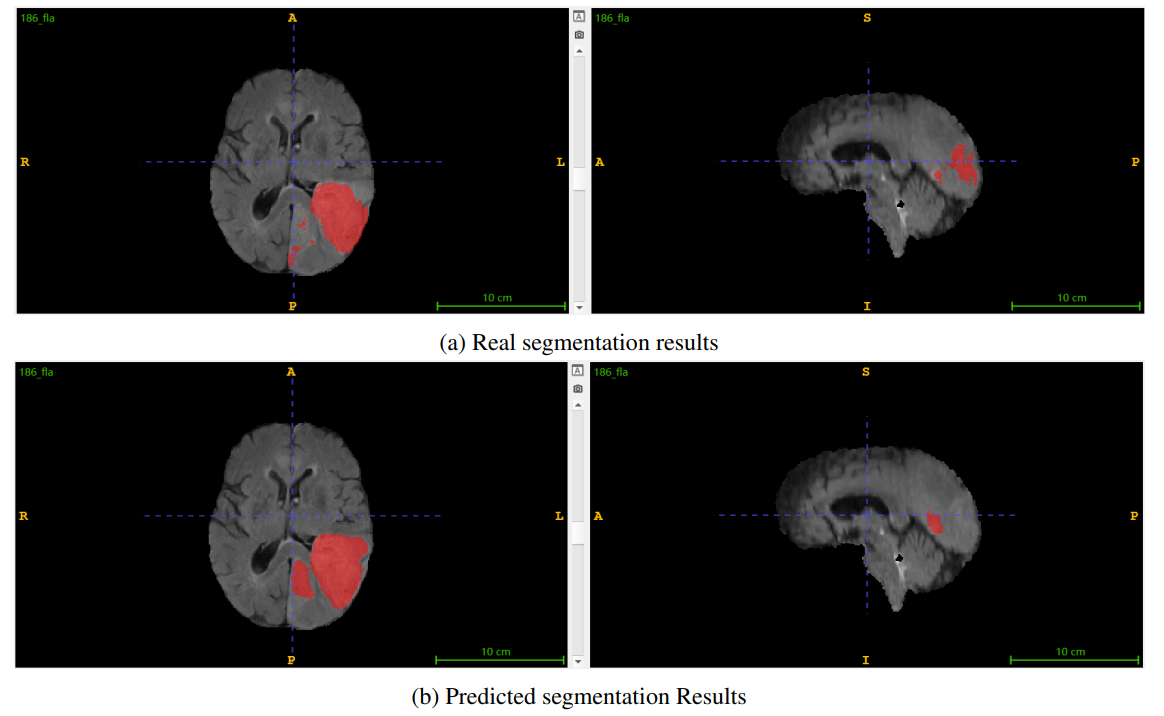 186_fla
A
R
L
P
10 cm
A
186_fla
S
A
P
I
10 cm
(a) Real segmentation results
186_fla
A
R
L
P
10 cm
A
186_fla
S
A
P
I
10 cm
(b) Predicted segmentation Results